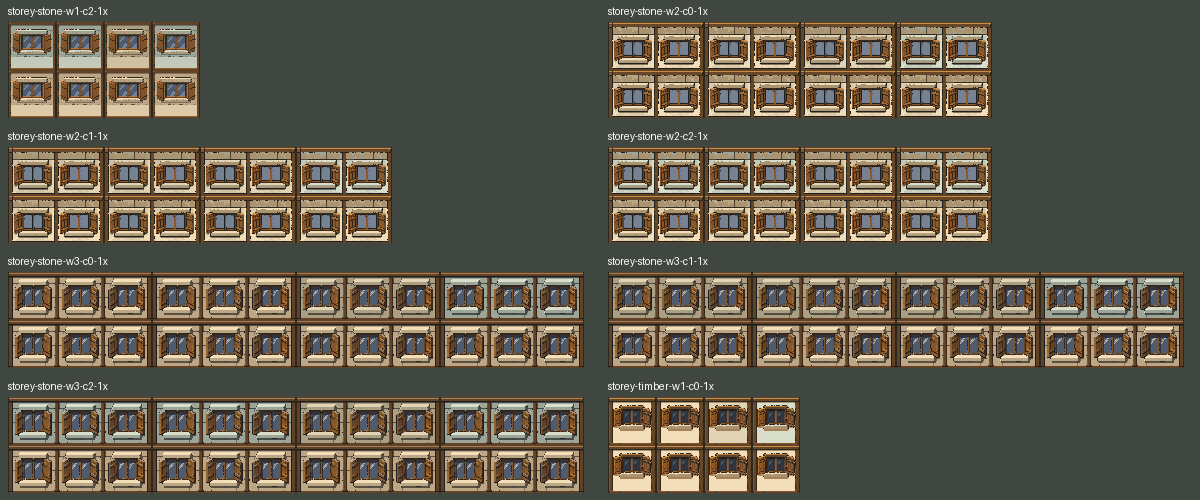 storey-stone-w1-c2-1x
storey-stone-w2-c0-1x
storey-stone-w2-c1-1x
storey-stone-w2-c2-1x
storey-stone-w3-c0-1x
storey-stone-w3-c1-1x
storey-stone-w3-c2-1x
storey-timber-w1-c0-1x